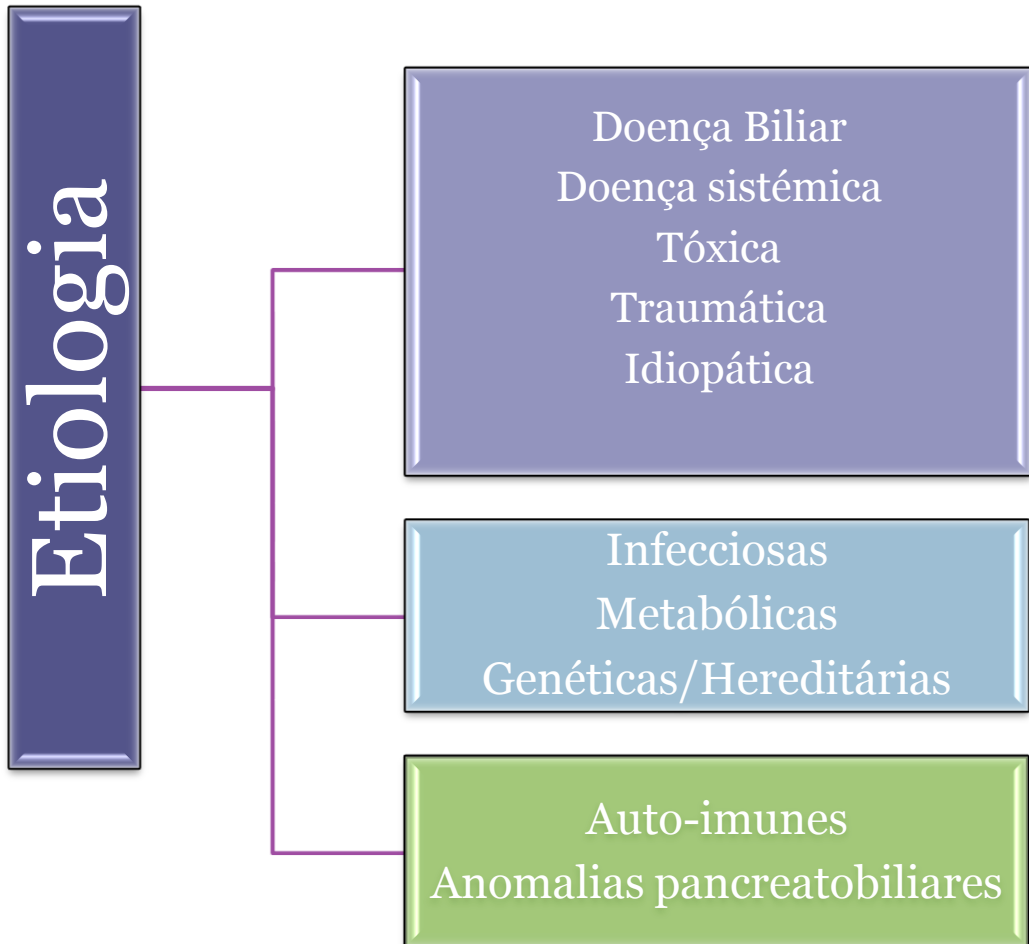 Etiologia
Doença Biliar
Doença sistémica
Tóxica
Traumática
Idiopática
Infecciosas
Metabólicas
Genéticas/Hereditárias
Auto-imunes
Anomalias pancreatobiliares